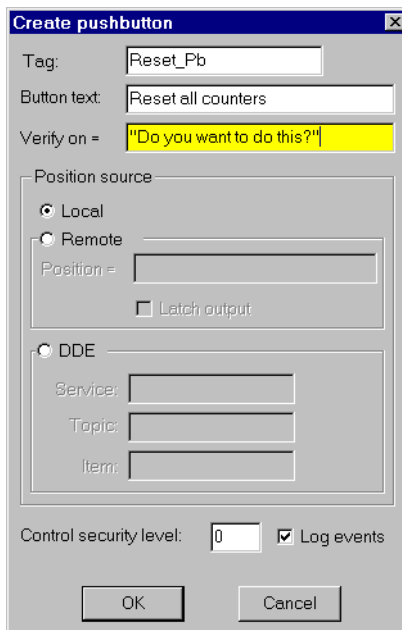 Create pushbutton
Tag: Reset_Pb
Button text: Reset all counters
Verify on = "Do you want to do this?"
Position source
Local
Remote
Position =
Latch output
DDE
Service:
Topic:
Item:
Control security level: 0 Log events
OK Cancel